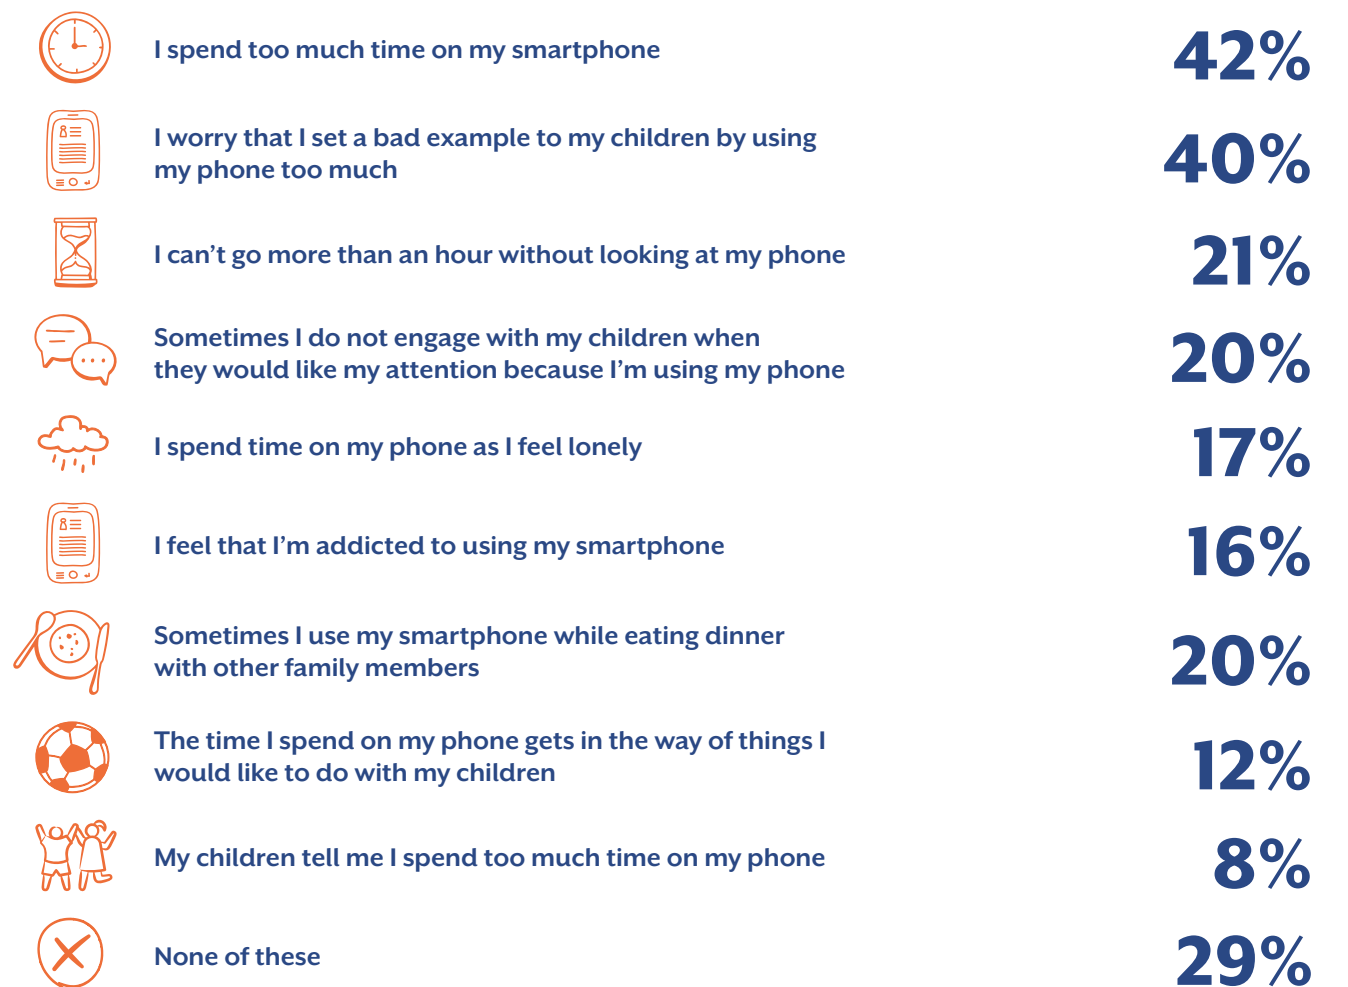 I spend too much time on my smartphone
42%
I worry that I set a bad example to my children by using
my phone too much
40%
I can’t go more than an hour without looking at my phone
21%
Sometimes I do not engage with my children when
they would like my attention because I’m using my phone
20%
I spend time on my phone as I feel lonely
17%
I feel that I’m addicted to using my smartphone
16%
Sometimes I use my smartphone while eating dinner
with other family members
20%
The time I spend on my phone gets in the way of things I
would like to do with my children
12%
My children tell me I spend too much time on my phone
8%
None of these
29%